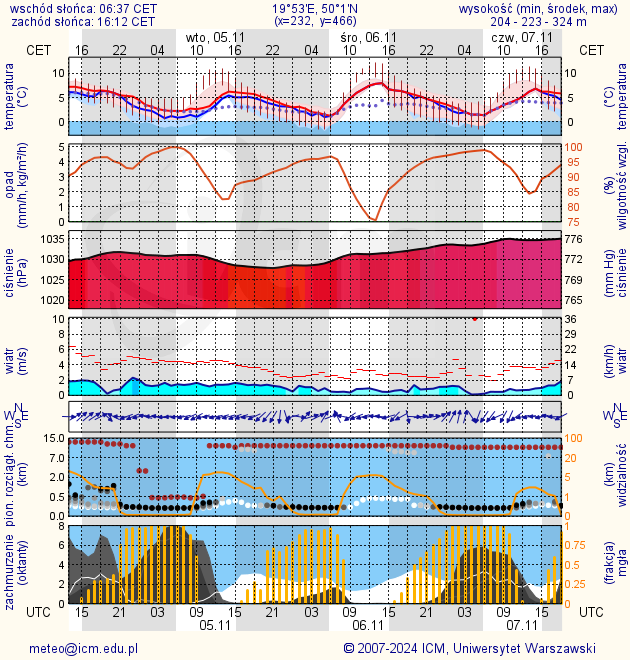 wschód słońca: 06:37 CET 19°53'E, 50°1'N wysokość (min, środek, max)
zachód słońca: 16:12 CET (x=232, y=466) 204 - 223 - 324 m
wto, 05.11 śro, 06.11 czw, 07.11
CET 16 22 04 10 16 22 04 10 16 22 04 10 16 CET
temperatura (°C)
10 5 0
10 5 0
temperatura (°C)
opad (mm/h, kg/m²/h)
5 4 3 2 1 0
100 95 90 85 80 75
(%) wilgotność wzgl.
ciśnienie (hPa)
1035 1030 1025 1020
776 772 769 765
(mm Hg) ciśnienie
wiatr (m/s)
10 8 6 4 2 0
36 29 22 14 7 0
(km/h) wiatr
N W E S
N W E S
pion. rozciągł. chm. (km)
15.0 7.0 2.0 0.5 0.0
100 20 5 1 0
(km) widzialność
zachmurzenie (oktanty)
8 6 4 2 0
1 0.75 0.5 0.25 0
(frakcja) mgła
UTC 15 21 03 09 15 21 03 09 15 21 03 09 15 UTC
05.11 06.11 07.11
meteo@icm.edu.pl © 2007-2024 ICM, Uniwersytet Warszawski